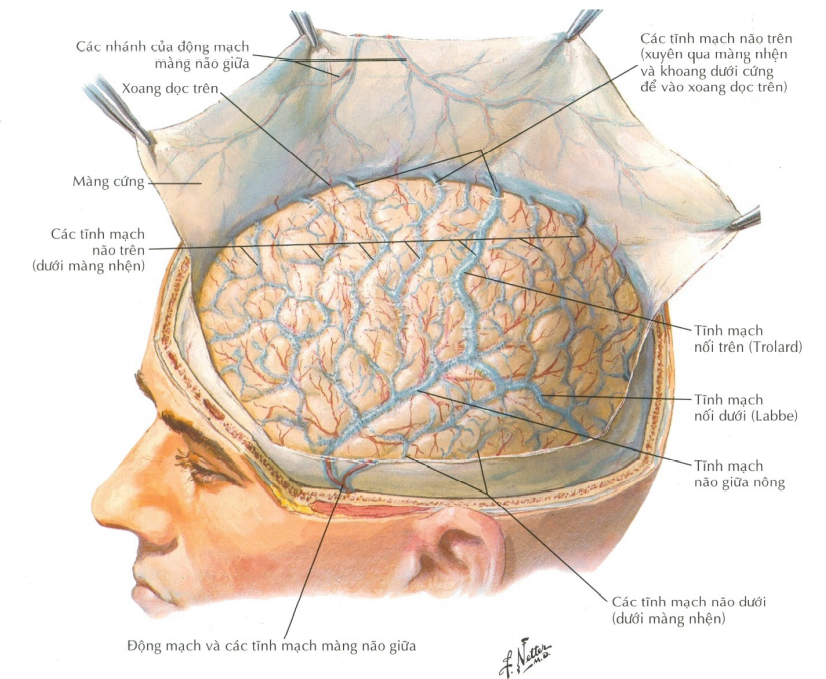 Các nhánh của động mạch
màng não giữa
Xoang dọc trên
Màng cứng
Các tĩnh mạch
não trên
(dưới màng nhện)
Các tĩnh mạch não trên
(xuyên qua màng nhện
và khoang dưới cứng
để vào xoang dọc trên)
Tĩnh mạch
nối trên (Trolard)
Tĩnh mạch
nối dưới (Labbe)
Tĩnh mạch
não giữa nông
Các tĩnh mạch não dưới
(dưới màng nhện)
Động mạch và các tĩnh mạch màng não giữa
F. Netter
M.D.